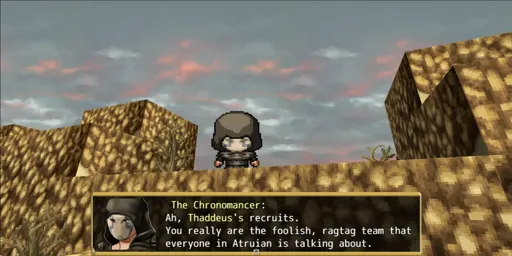 The Chronomancer:
Ah, Thaddeus's recruits.
You really are the foolish, ragtag team that
everyone in Atruian is talking about.